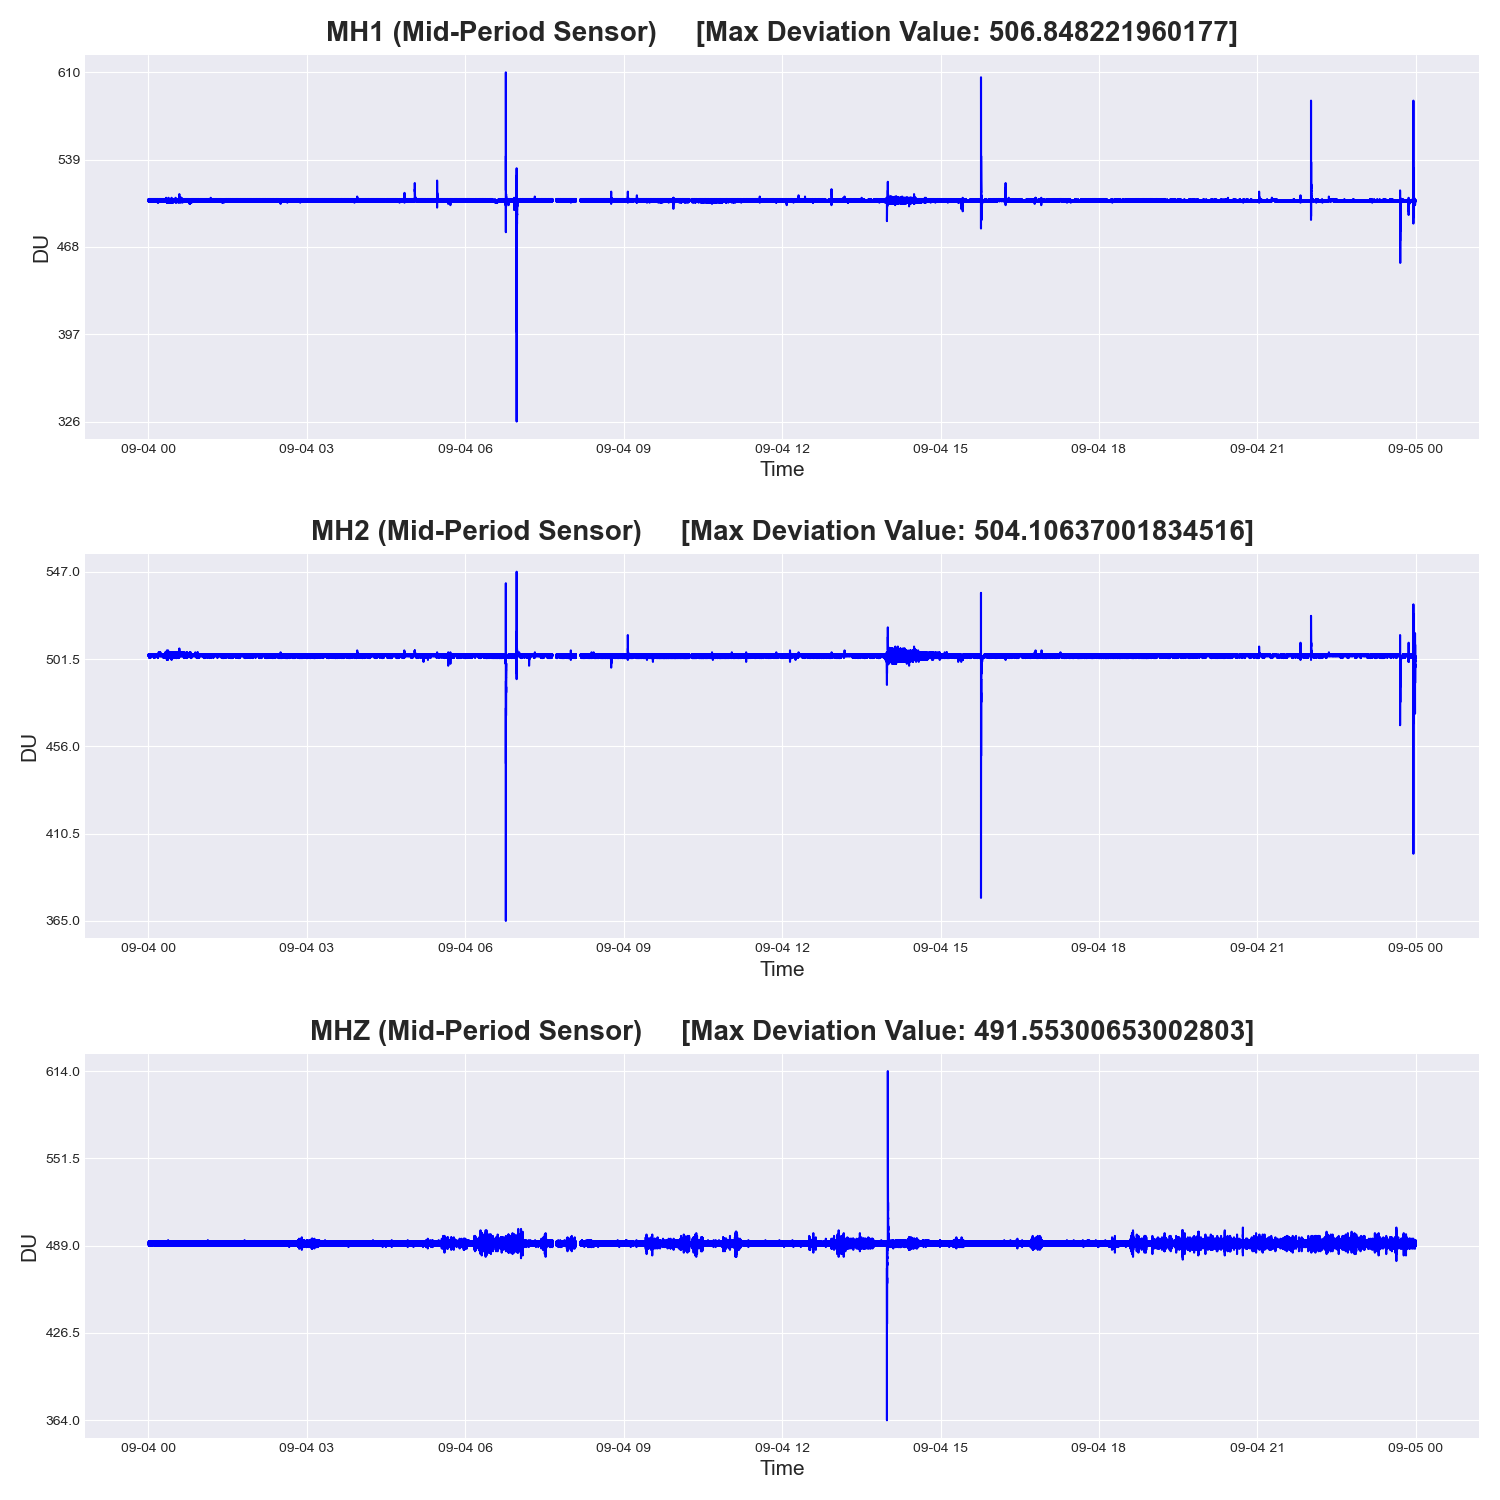 MH1 (Mid-Period Sensor) [Max Deviation Value: 506.848221960177]
610
539
468
397
326
DU
09-04 00 09-04 03 09-04 06 09-04 09 09-04 12 09-04 15 09-04 18 09-04 21 09-05 00
Time
MH2 (Mid-Period Sensor) [Max Deviation Value: 504.10637001834516]
547.0
501.5
456.0
410.5
365.0
DU
09-04 00 09-04 03 09-04 06 09-04 09 09-04 12 09-04 15 09-04 18 09-04 21 09-05 00
Time
MHZ (Mid-Period Sensor) [Max Deviation Value: 491.55300653002803]
614.0
551.5
489.0
426.5
364.0
DU
09-04 00 09-04 03 09-04 06 09-04 09 09-04 12 09-04 15 09-04 18 09-04 21 09-05 00
Time